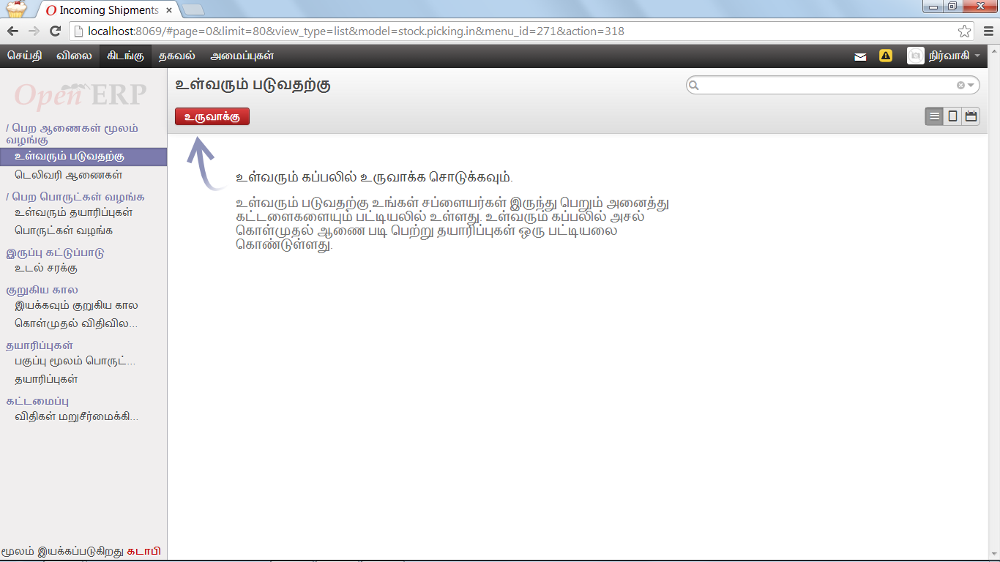 Incoming Shipments
localhost:8069/#page=0&limit=80&view_type=list&model=stock.picking.in&menu_id=271&action=318
செய்தி விலை கிடங்கு தகவல் அமைப்புகள் நிர்வாகி
Open ERP
/ பெற ஆணைகள் மூலம்
வழங்கு
உள்வரும் படுவதற்கு
டெலிவரி ஆணைகள்
/ பெற பொருட்கள் வழங்க
உள்வரும் தயாரிப்புகள்
பொருட்கள் வழங்க
இருப்பு கட்டுப்பாடு
உடல் சரக்கு
குறுகிய கால
இயக்கவும் குறுகிய கால
கொள்முதல் விதிவில...
தயாரிப்புகள்
பகுப்பு மூலம் பொருட்...
தயாரிப்புகள்
கட்டமைப்பு
விதிகள் மறுசீர்மைக்கி...
மூலம் இயக்கப்படுகிறது கடாபி
உள்வரும் படுவதற்கு
உருவாக்கு
உள்வரும் கப்பலில் உருவாக்க சொடுக்கவும்.
உள்வரும் படுவதற்கு உங்கள் சப்ளையர்கள் இருந்து பெறும் அனைத்து
கட்டளைகளையும் பட்டியலில் உள்ளது. உள்வரும் கப்பலில் அசல்
கொள்முதல் ஆணை படி பெற்று தயாரிப்புகள் ஒரு பட்டியலை
கொண்டுள்ளது.